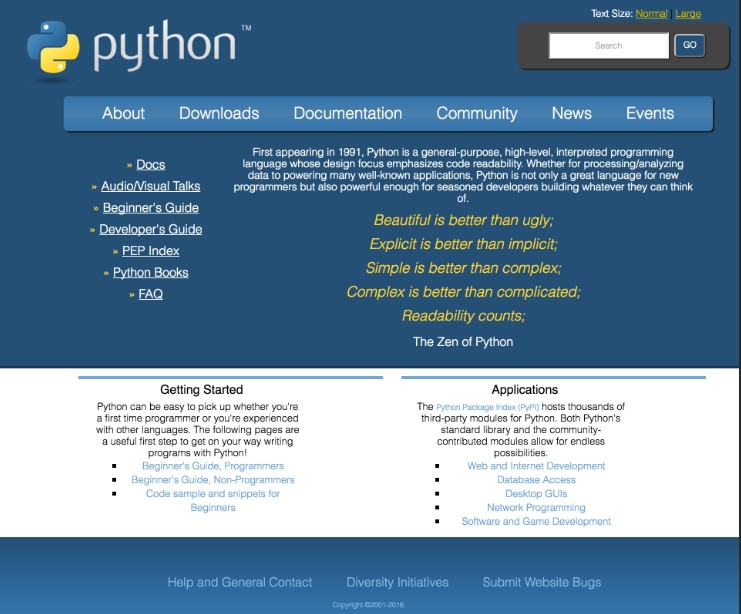 Text Size: Normal | Large
python™
Search GO
About Downloads Documentation Community News Events
» Docs
» Audio/Visual Talks
» Beginner's Guide
» Developer's Guide
» PEP Index
» Python Books
» FAQ
First appearing in 1991, Python is a general-purpose, high-level, interpreted programming
language whose design focus emphasizes code readability. Whether for processing/analyzing
data to powering many well-known applications, Python is not only a great language for new
programmers but also powerful enough for seasoned developers building whatever they can think
of.
Beautiful is better than ugly;
Explicit is better than implicit;
Simple is better than complex;
Complex is better than complicated;
Readability counts;
The Zen of Python
Getting Started
Python can be easy to pick up whether you're
a first time programmer or you're experienced
with other languages. The following pages are
a useful first step to get on your way writing
programs with Python!
Beginner's Guide, Programmers
Beginner's Guide, Non-Programmers
Code sample and snippets for
Beginners
Applications
The Python Package Index (PyPI) hosts thousands of
third-party modules for Python. Both Python's
standard library and the community-
contributed modules allow for endless
possibilities.
Web and Internet Development
Database Access
Desktop GUIs
Network Programming
Software and Game Development
Help and General Contact Diversity Initiatives Submit Website Bugs
Copyright ©2001-2016.